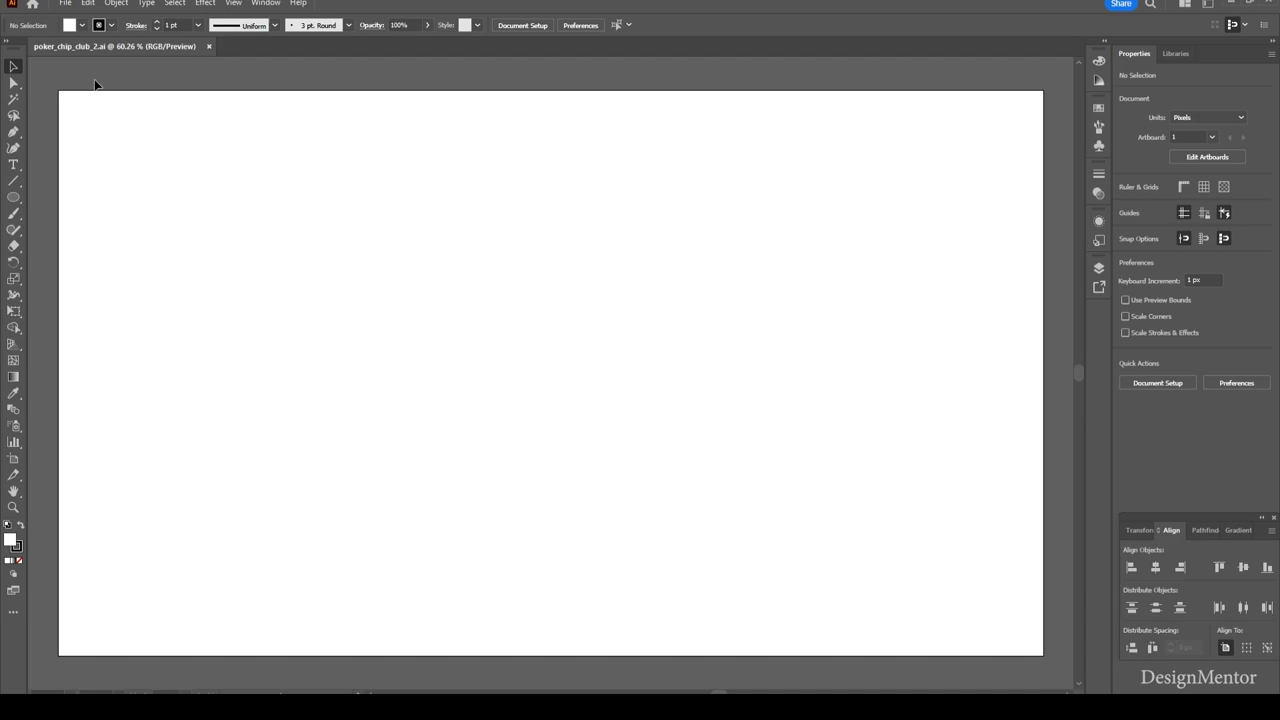 Ai File Edit Object Type Select Effect View Window Help Share
No Selection Stroke: 1 pt Uniform 3 pt. Round Opacity: 100% Style: Document Setup Preferences
poker_chip_club_2.ai @ 60.26 % (RGB/Preview) ×
Properties Libraries
No Selection
Document
Units: Pixels
Artboard: 1
Edit Artboards
Ruler & Grids
Guides
Snap Options
Preferences
Keyboard Increment: 1 px
Use Preview Bounds
Scale Corners
Scale Strokes & Effects
Quick Actions
Document Setup Preferences
Transforn Align Pathfind Gradient
Align Objects:
Distribute Objects:
Distribute Spacing: Align To:
DesignMentor